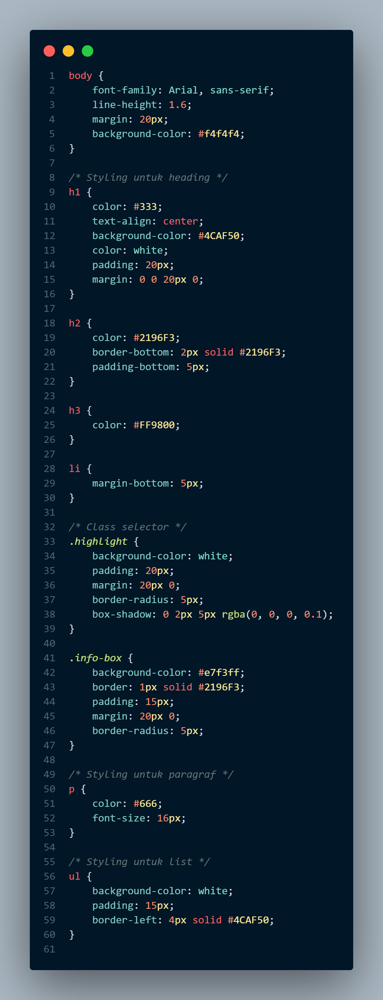 1 body {
2     font-family: Arial, sans-serif;
3     line-height: 1.6;
4     margin: 20px;
5     background-color: #f4f4f4;
6 }
7
8 /* Styling untuk heading */
9 h1 {
10     color: #333;
11     text-align: center;
12     background-color: #4CAF50;
13     color: white;
14     padding: 20px;
15     margin: 0 0 20px 0;
16 }
17
18 h2 {
19     color: #2196F3;
20     border-bottom: 2px solid #2196F3;
21     padding-bottom: 5px;
22 }
23
24 h3 {
25     color: #FF9800;
26 }
27
28 li {
29     margin-bottom: 5px;
30 }
31
32 /* Class selector */
33 .highlight {
34     background-color: white;
35     padding: 20px;
36     margin: 20px 0;
37     border-radius: 5px;
38     box-shadow: 0 2px 5px rgba(0, 0, 0, 0.1);
39 }
40
41 .info-box {
42     background-color: #e7f3ff;
43     border: 1px solid #2196F3;
44     padding: 15px;
45     margin: 20px 0;
46     border-radius: 5px;
47 }
48
49 /* Styling untuk paragraf */
50 p {
51     color: #666;
52     font-size: 16px;
53 }
54
55 /* Styling untuk list */
56 ul {
57     background-color: white;
58     padding: 15px;
59     border-left: 4px solid #4CAF50;
60 }
61